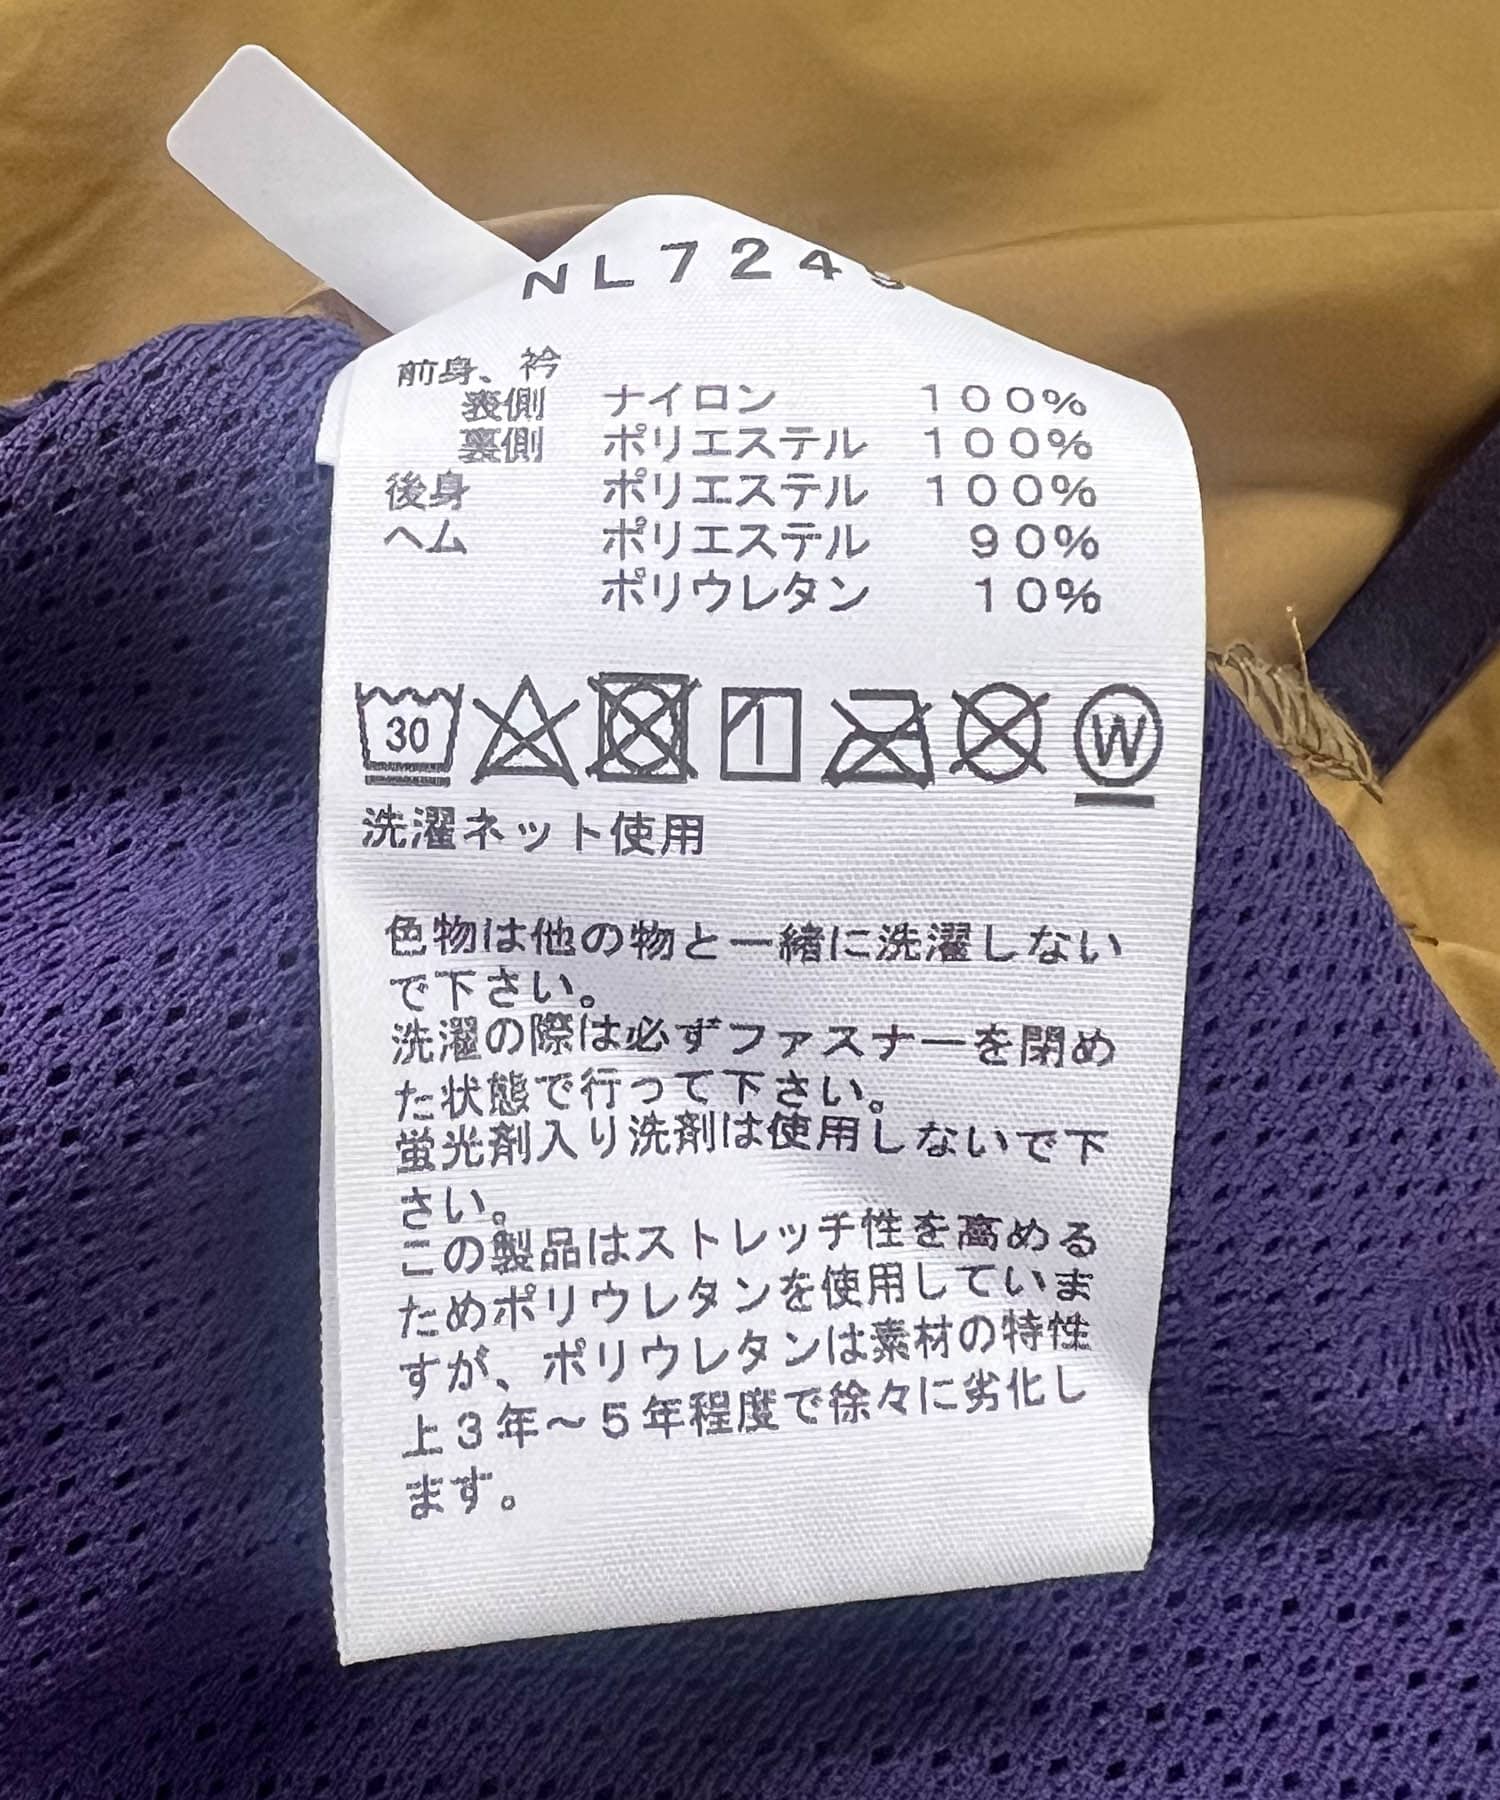 NL724
前身、衿
表側 ナイロン 100%
裏側 ポリエステル 100%
後身 ポリエステル 100%
ヘム ポリエステル 90%
ポリウレタン 10%
30 W
洗濯ネット使用
色物は他の物と一緒に洗濯しない
で下さい。
洗濯の際は必ずファスナーを閉め
た状態で行って下さい。
蛍光剤入り洗剤は使用しないで下
さい。
この製品はストレッチ性を高める
ためポリウレタンを使用していま
すが、ポリウレタンは素材の特性
上3年～5年程度で徐々に劣化し
ます。